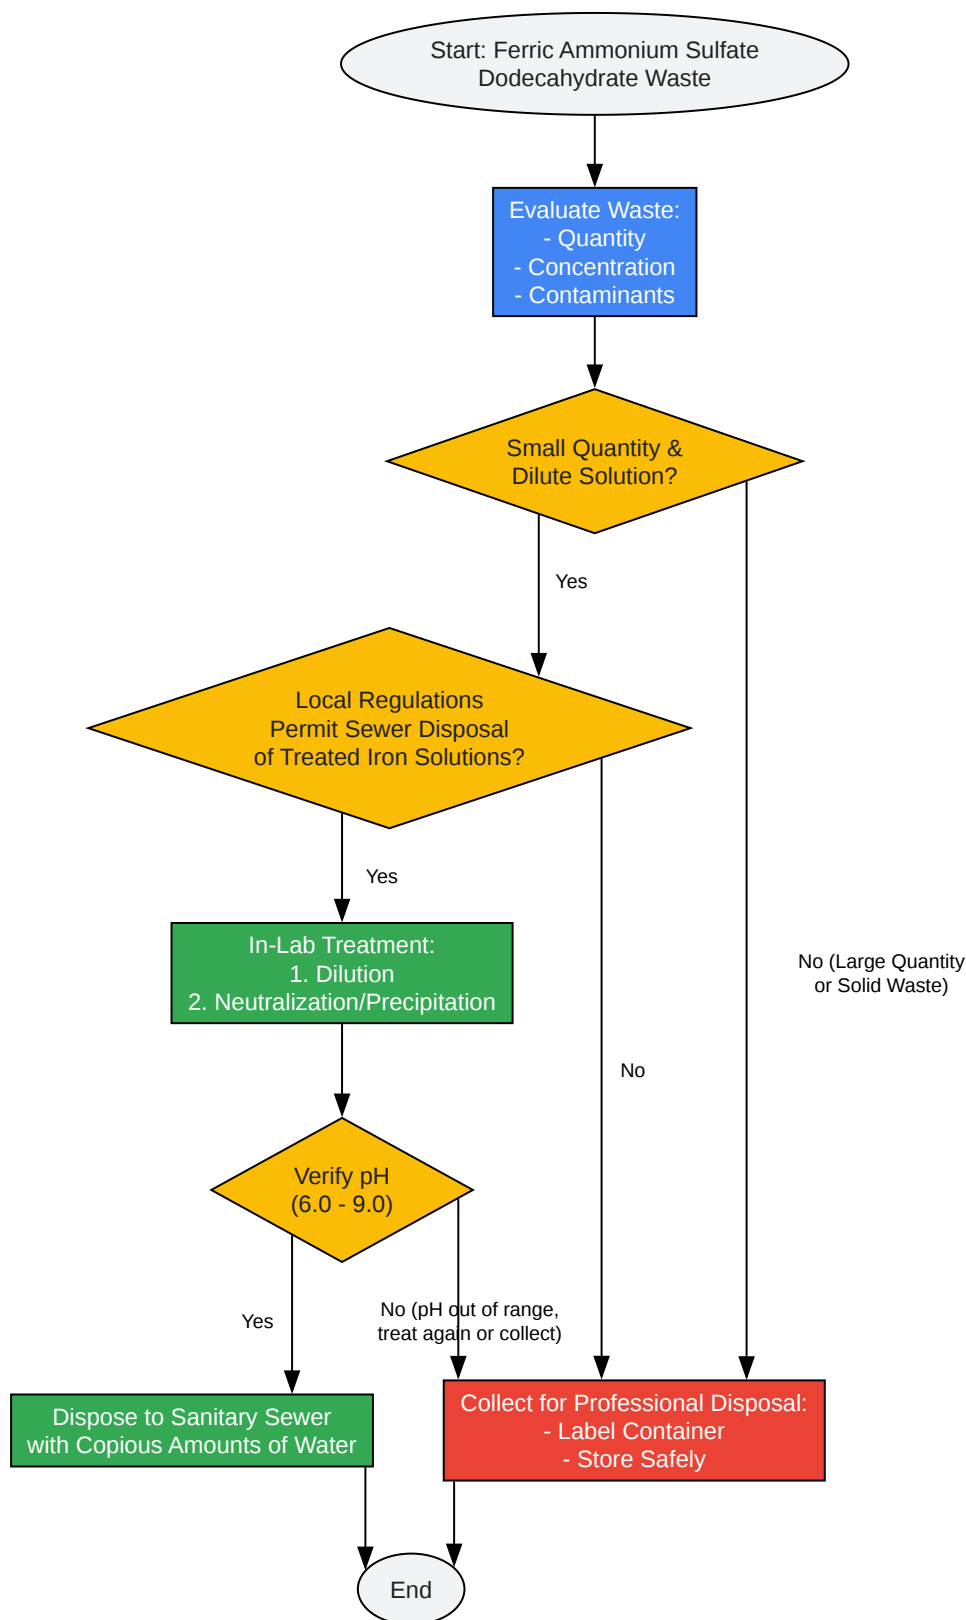 Start: Ferric Ammonium Sulfate
Dodecahydrate Waste
Evaluate Waste:
- Quantity
- Concentration
- Contaminants
Small Quantity &
Dilute Solution?
Yes
Local Regulations
Permit Sewer Disposal
of Treated Iron Solutions?
Yes
In-Lab Treatment:
1. Dilution
2. Neutralization/Precipitation
No (Large Quantity
or Solid Waste)
No
Verify pH
(6.0 - 9.0)
Yes
No (pH out of range,
treat again or collect)
Dispose to Sanitary Sewer
with Copious Amounts of Water
Collect for Professional Disposal:
- Label Container
- Store Safely
End